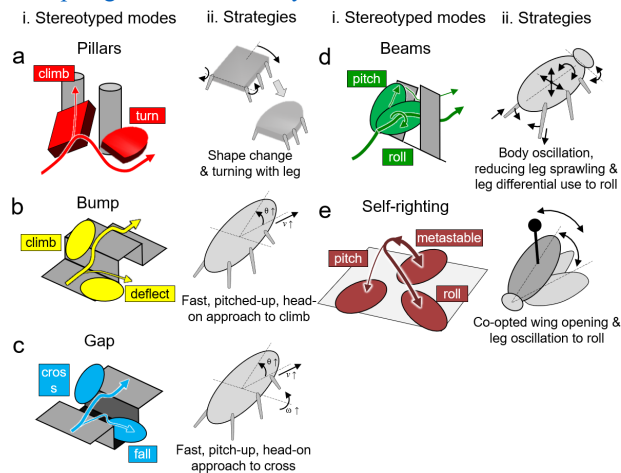 i. Stereotyped modes
ii. Strategies
i. Stereotyped modes
ii. Strategies
a
Pillars
climb
turn
Shape change
& turning with leg
b
Bump
climb
deflect
θ ↑
v ↑
Fast, pitched-up, head-
on approach to climb
c
Gap
cros
s
fall
θ ↑
v ↑
ω ↑
Fast, pitch-up, head-on
approach to cross
d
Beams
pitch
roll
Body oscillation,
reducing leg sprawling &
leg differential use to roll
e
Self-righting
metastable
pitch
roll
Co-opted wing opening &
leg oscillation to roll